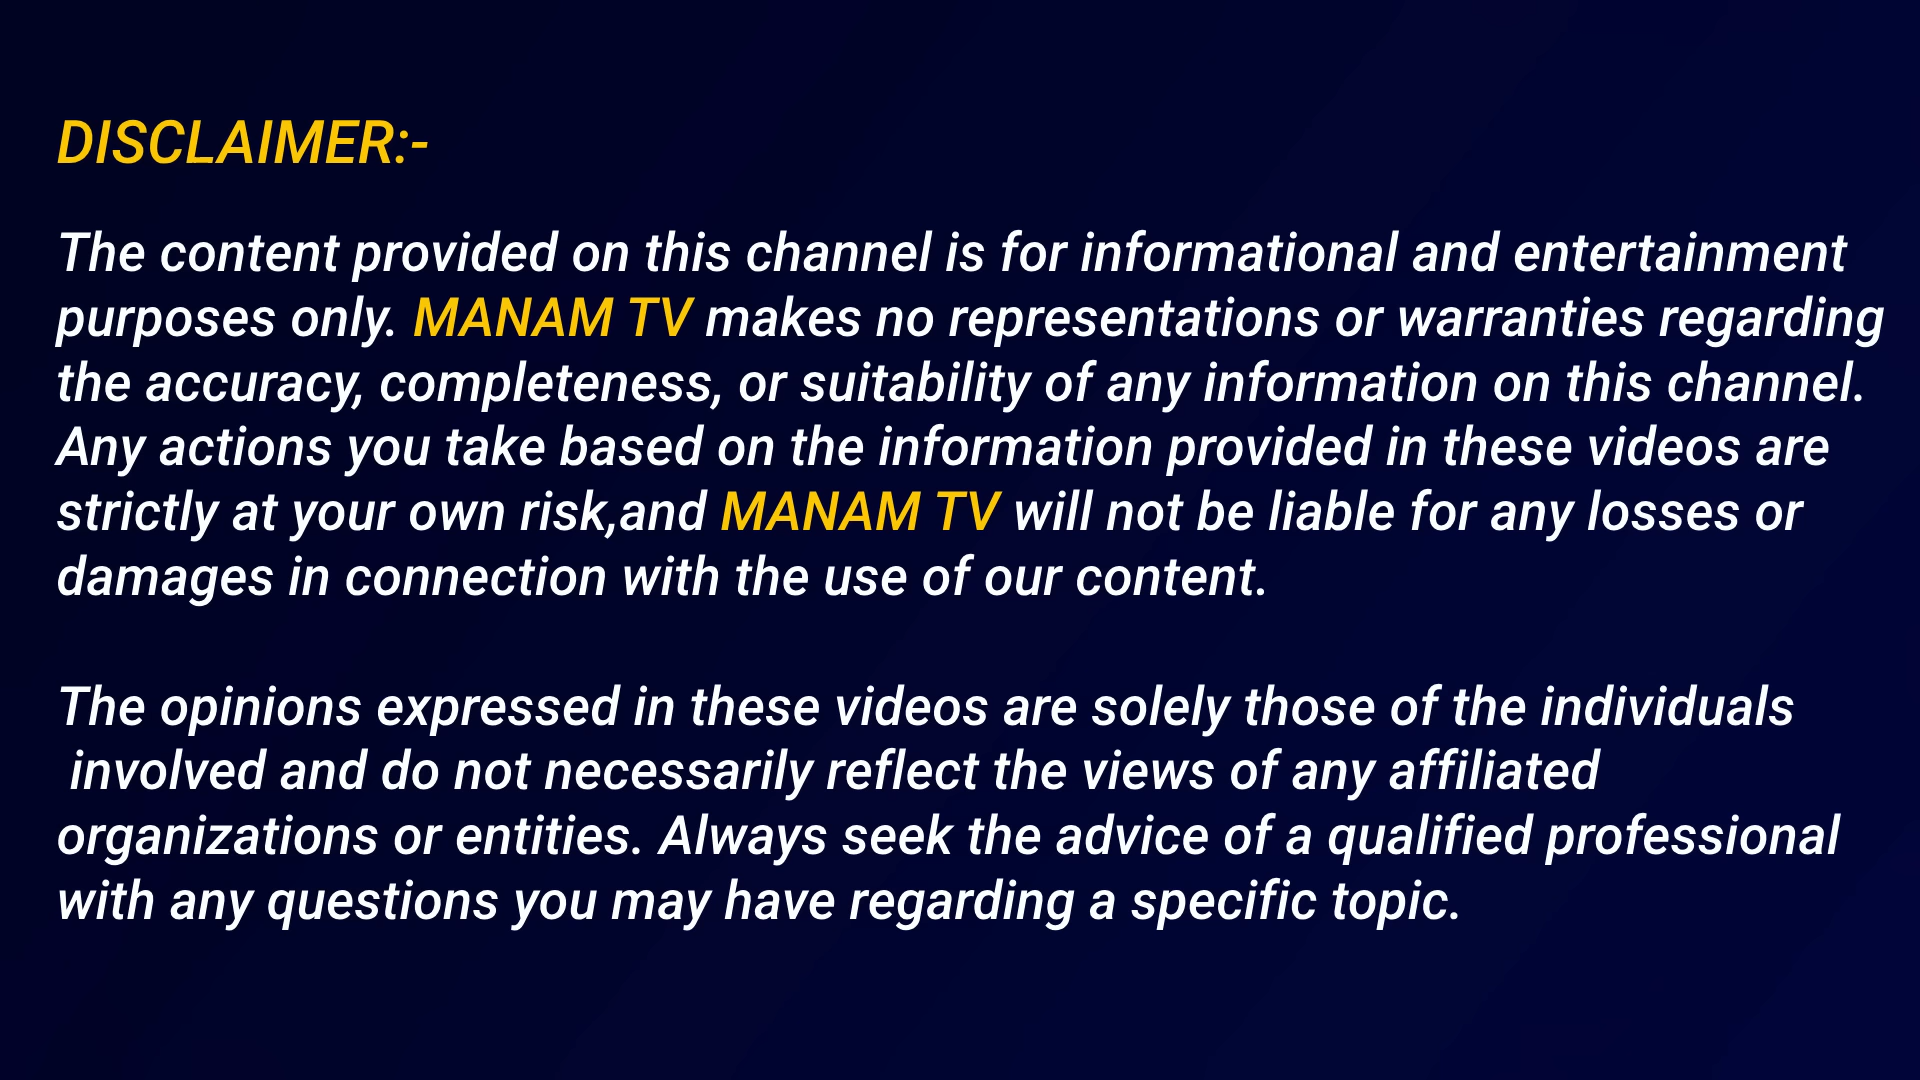 DISCLAIMER:-
The content provided on this channel is for informational and entertainment
purposes only. MANAM TV makes no representations or warranties regarding
the accuracy, completeness, or suitability of any information on this channel.
Any actions you take based on the information provided in these videos are
strictly at your own risk,and MANAM TV will not be liable for any losses or
damages in connection with the use of our content.
The opinions expressed in these videos are solely those of the individuals
involved and do not necessarily reflect the views of any affiliated
organizations or entities. Always seek the advice of a qualified professional
with any questions you may have regarding a specific topic.